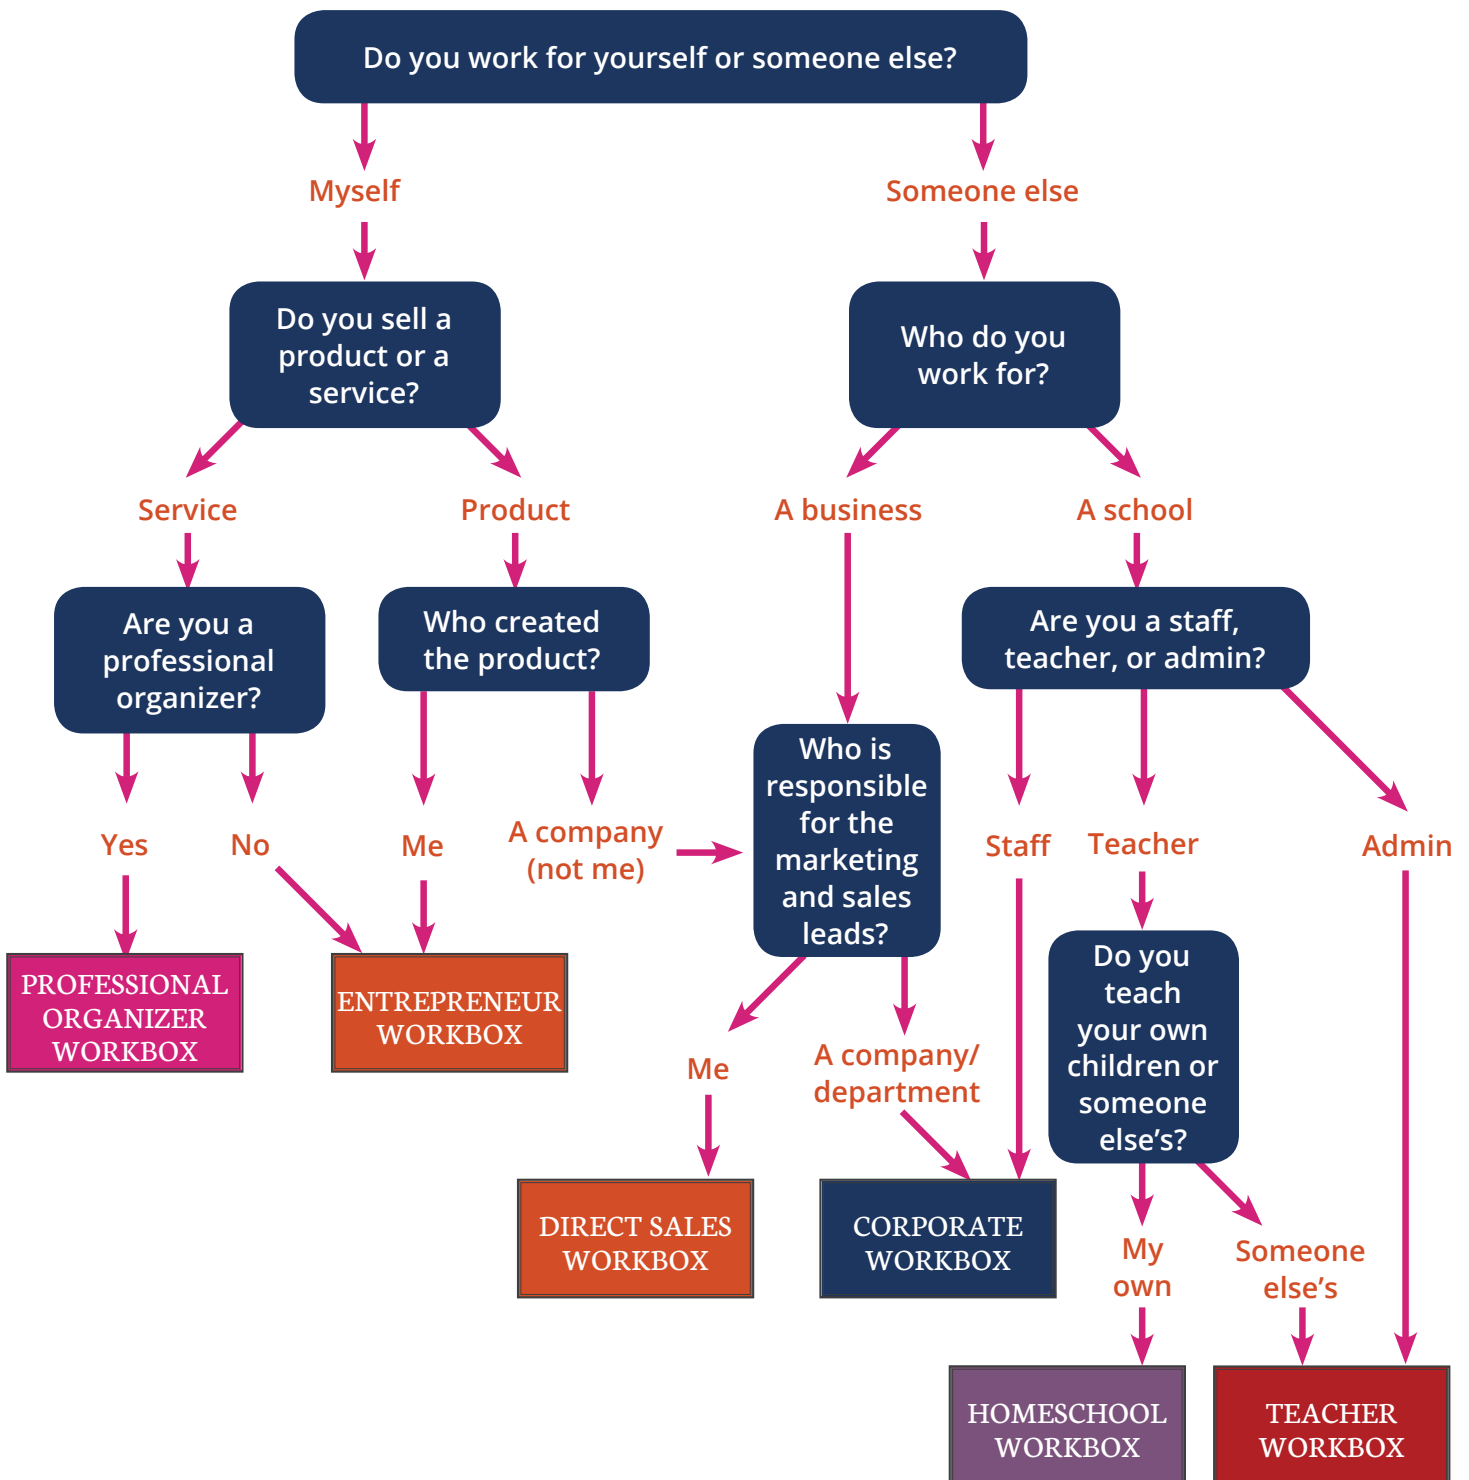 Do you work for yourself or someone else?
Myself
Someone else
Do you sell a
product or a
service?
Who do you
work for?
Service
Product
A business
A school
Are you a
professional
organizer?
Who created
the product?
Are you a staff,
teacher, or admin?
Who is
responsible
for the
marketing
and sales
leads?
Yes
No
Me
A company
(not me)
Staff
Teacher
Admin
Do you
teach
your own
children or
someone
else’s?
PROFESSIONAL
ORGANIZER
WORKBOX
ENTREPRENEUR
WORKBOX
Me
A company/
department
DIRECT SALES
WORKBOX
CORPORATE
WORKBOX
My
own
Someone
else’s
HOMESCHOOL
WORKBOX
TEACHER
WORKBOX